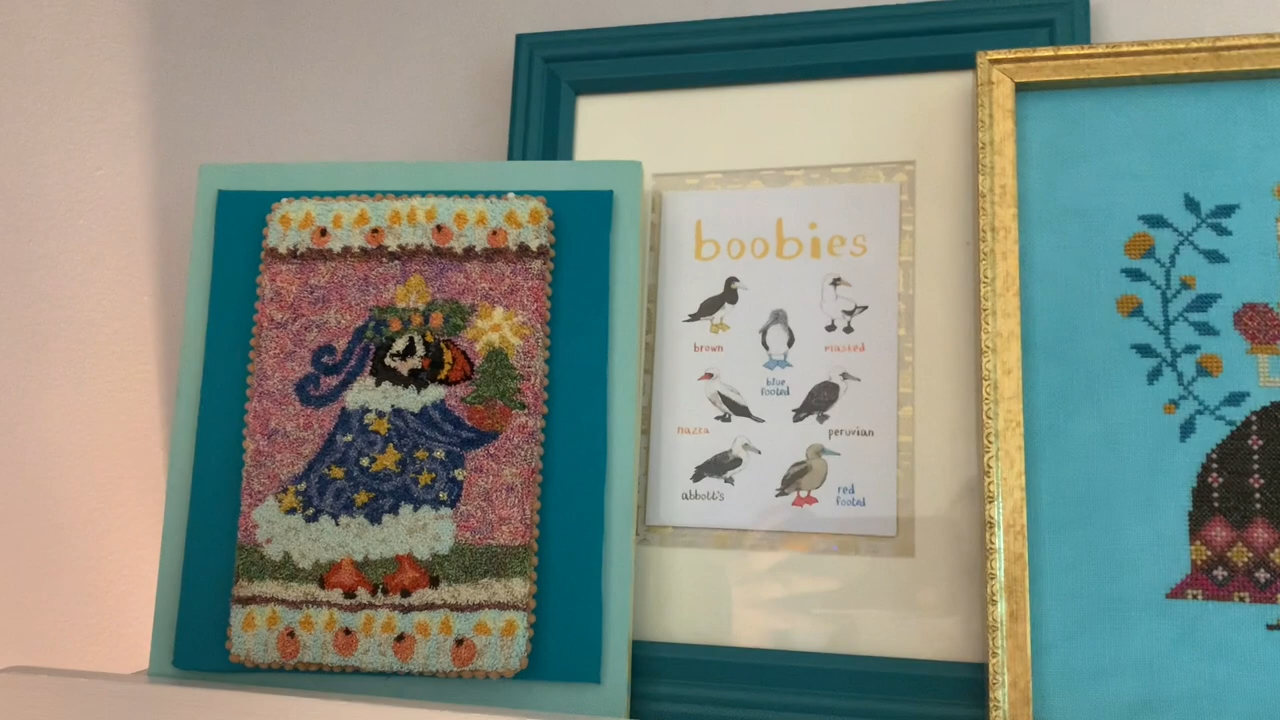 boobies
brown
masked
blue
footed
nazca
peruvian
abbott's
red
footed